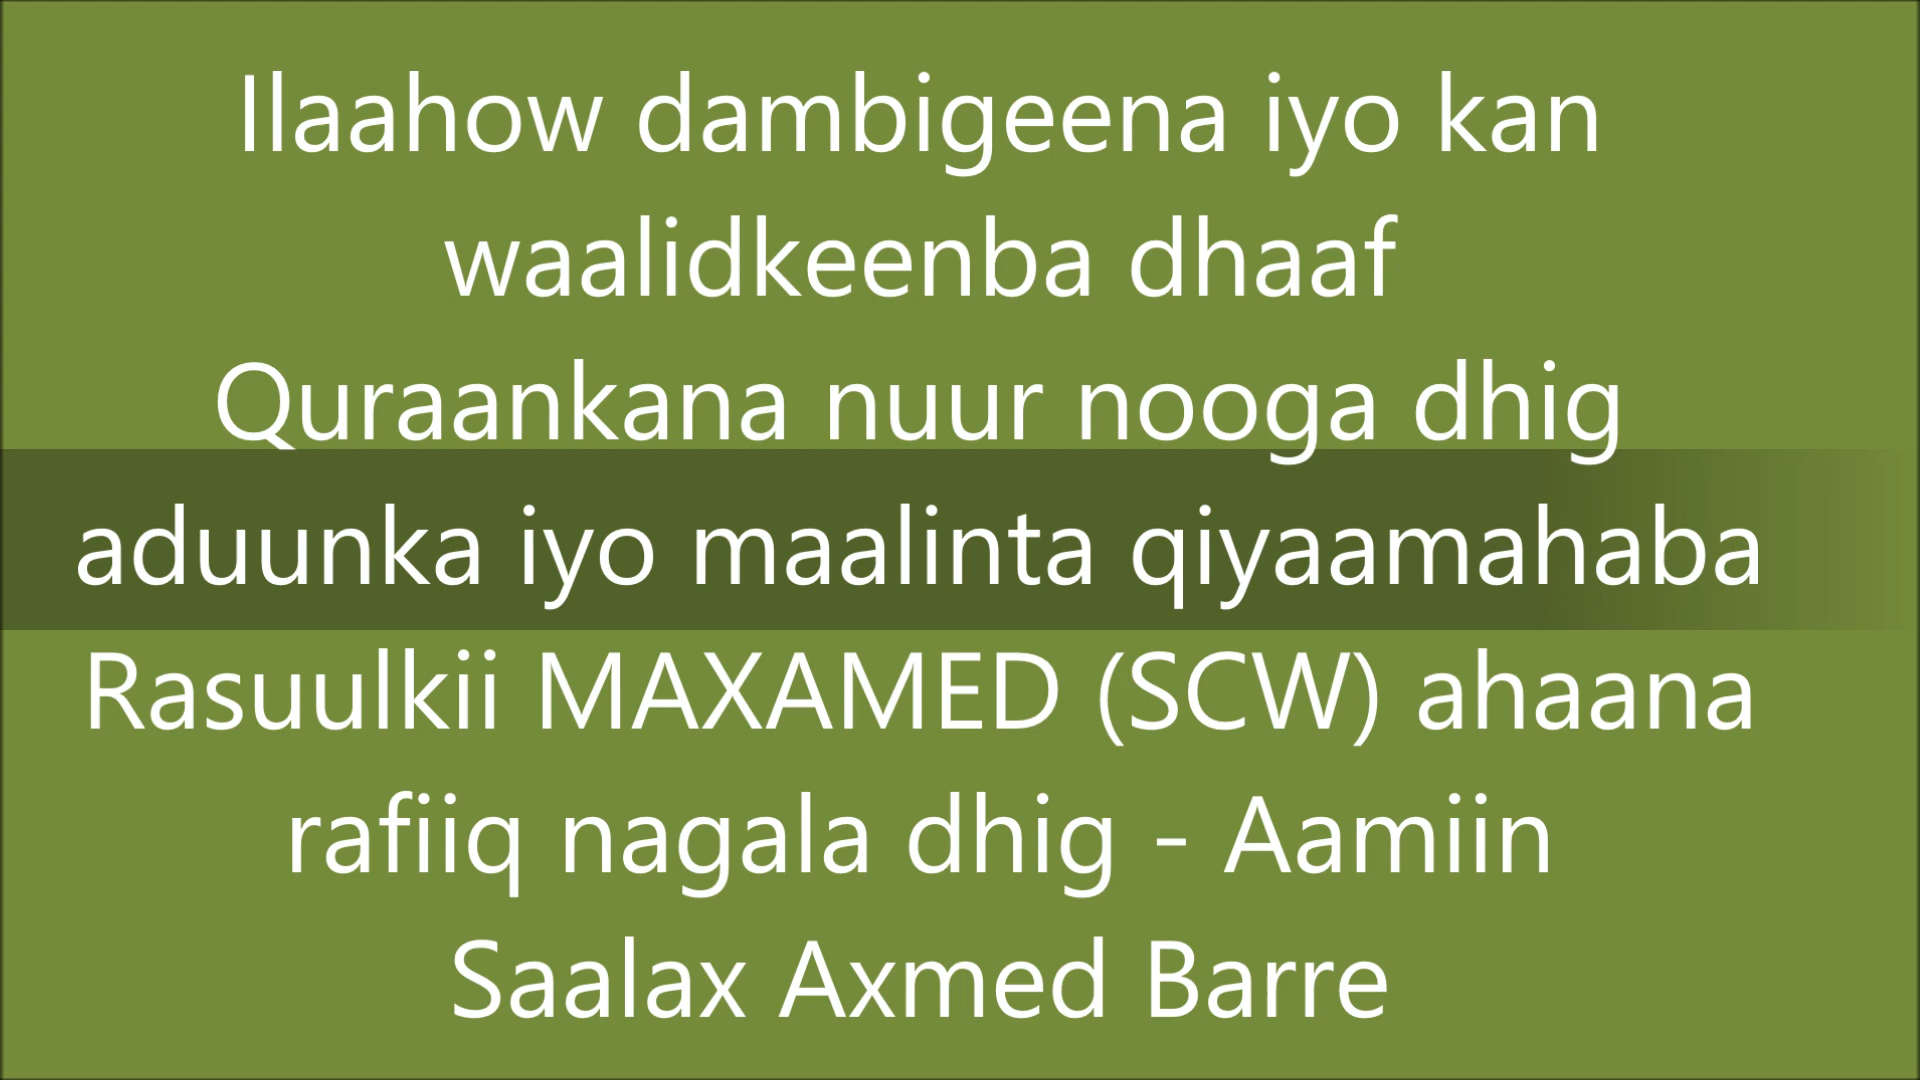 Ilaahow dambigeena iyo kan
waalidkeenba dhaaf
Quraankana nuur nooga dhig
aduunka iyo maalinta qiyaamahaba
Rasuulkii MAXAMED (SCW) ahaana
rafiiq nagala dhig - Aamiin
Saalax Axmed Barre